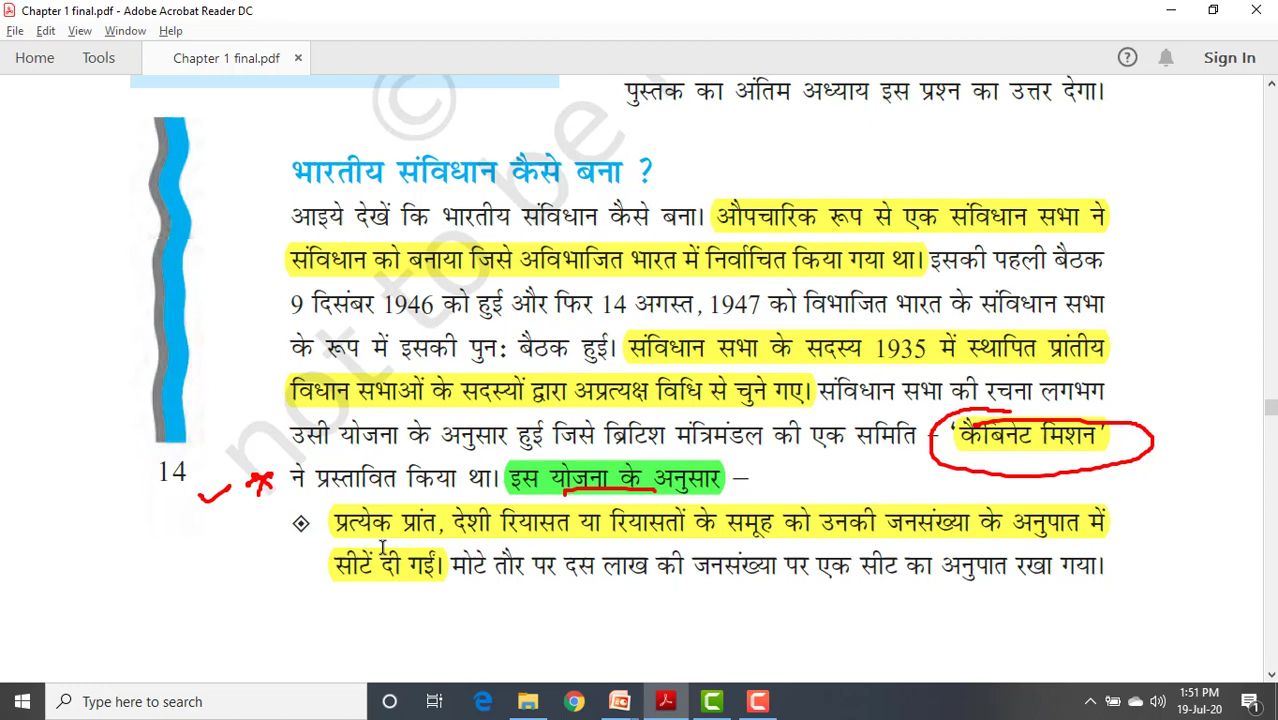 Chapter 1 final.pdf - Adobe Acrobat Reader DC
File Edit View Window Help
Home Tools Chapter 1 final.pdf × Sign In
पुस्तक का अंतिम अध्याय इस प्रश्न का उत्तर देगा।
© not to be
भारतीय संविधान कैसे बना ?
आइये देखें कि भारतीय संविधान कैसे बना। औपचारिक रूप से एक संविधान सभा ने
संविधान को बनाया जिसे अविभाजित भारत में निर्वाचित किया गया था। इसकी पहली बैठक
9 दिसंबर 1946 को हुई और फिर 14 अगस्त, 1947 को विभाजित भारत के संविधान सभा
के रूप में इसकी पुन: बैठक हुई। संविधान सभा के सदस्य 1935 में स्थापित प्रांतीय
विधान सभाओं के सदस्यों द्वारा अप्रत्यक्ष विधि से चुने गए। संविधान सभा की रचना लगभग
उसी योजना के अनुसार हुई जिसे ब्रिटिश मंत्रिमंडल की एक समिति – ‘कैबिनेट मिशन’
14 ने प्रस्तावित किया था। इस योजना के अनुसार –
प्रत्येक प्रांत, देशी रियासत या रियासतों के समूह को उनकी जनसंख्या के अनुपात में
सीटें दी गईं। मोटे तौर पर दस लाख की जनसंख्या पर एक सीट का अनुपात रखा गया।
Type here to search
1:51 PM
19-Jul-20
1